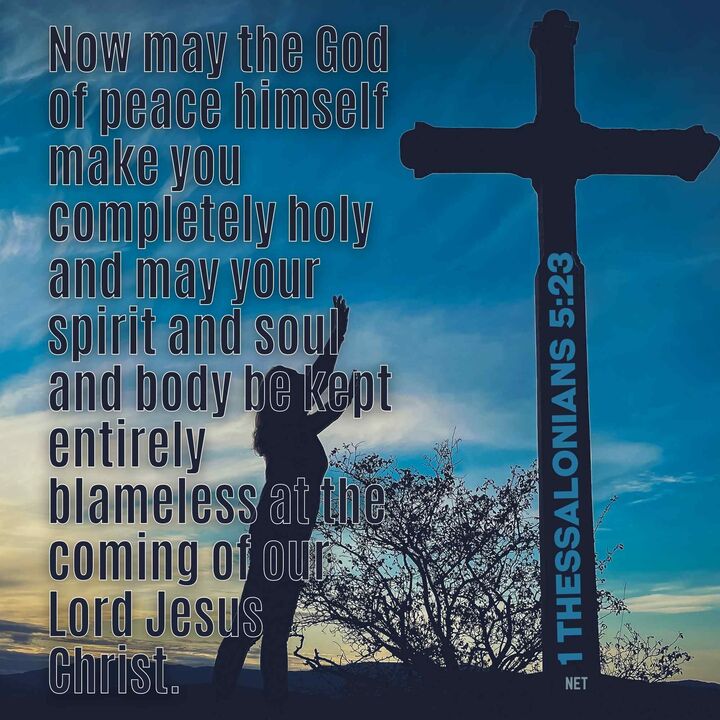 Now may the God
of peace himself
make you
completely holy
and may your
spirit and soul
and body be kept
entirely
blameless at the
coming of our
Lord Jesus
Christ.
1 THESSALONIANS 5:23
NET